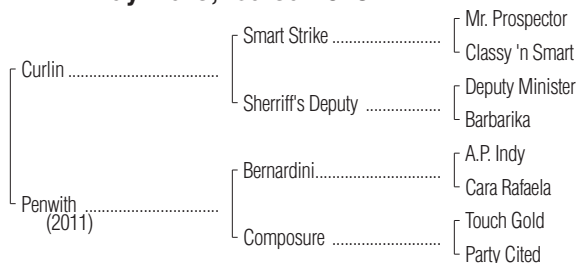 Mr. Prospector
Smart Strike
Classy 'n Smart
Curlin
Deputy Minister
Sherriff's Deputy
Barbarika
A.P. Indy
Bernardini
Cara Rafaela
Penwith
(2011)
Touch Gold
Composure
Party Cited